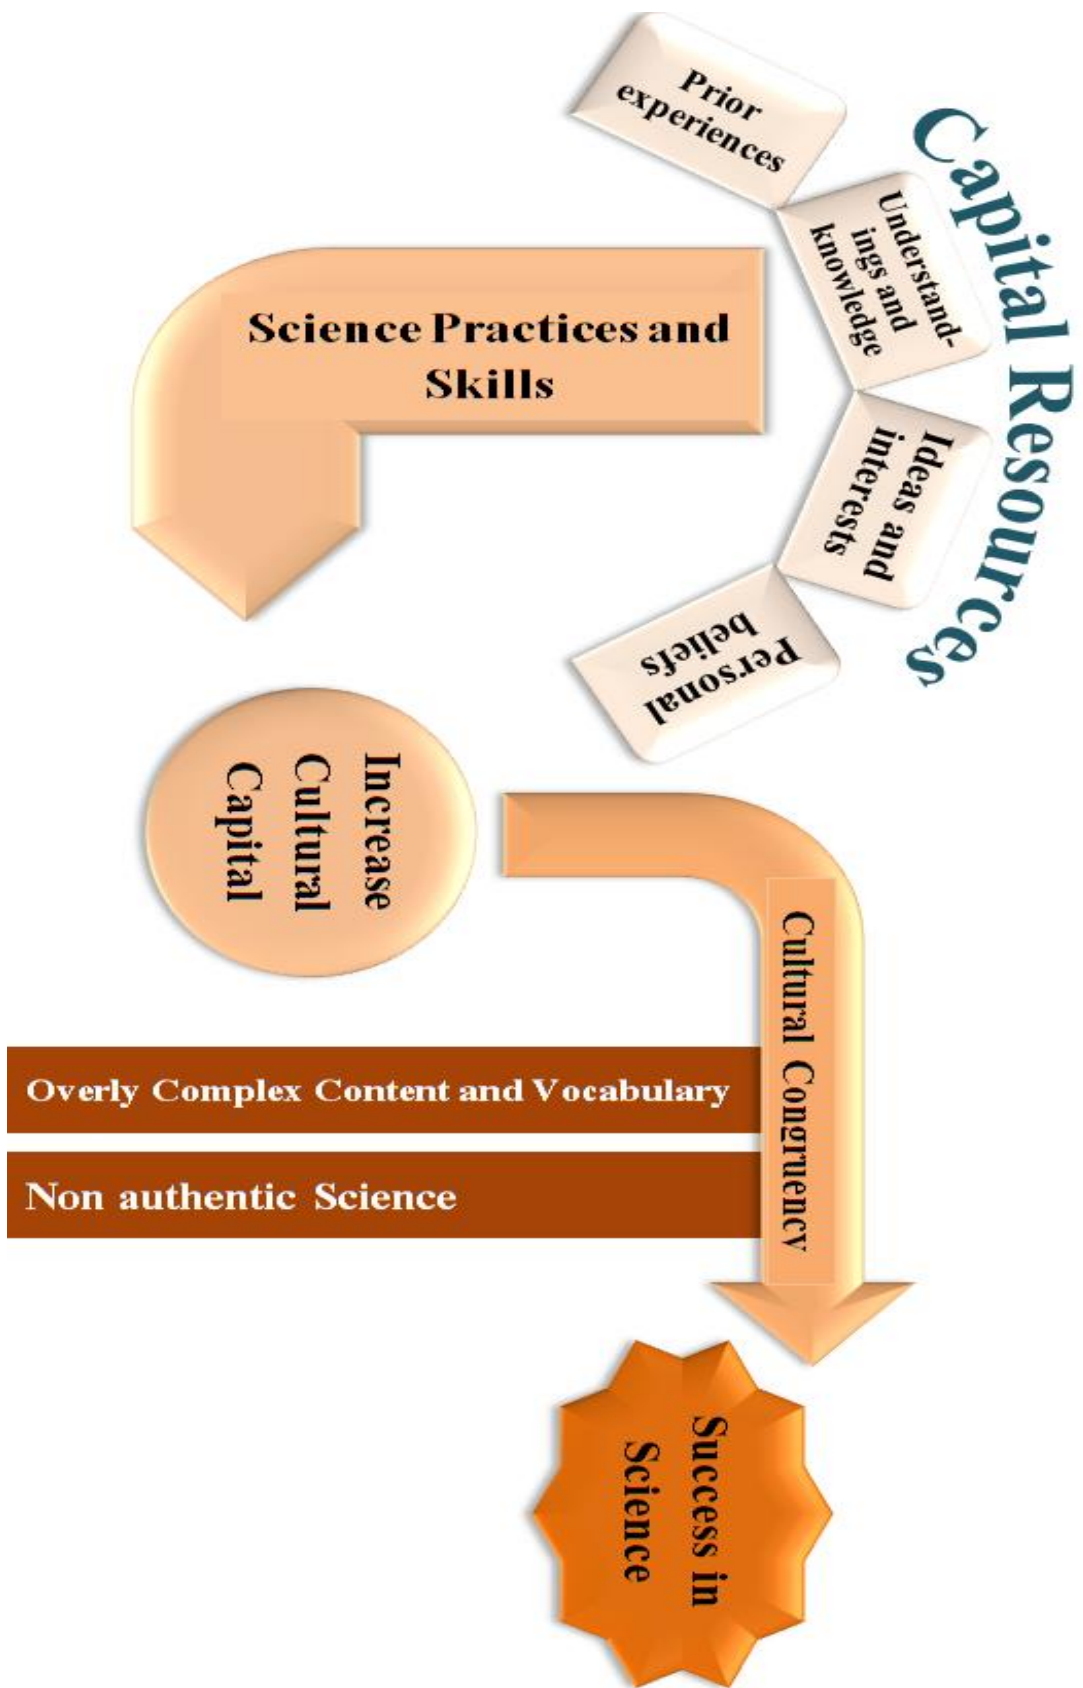 Capital Resources
Prior
experiences
Understand-
ings and
knowledge
Ideas and
interests
Personal
beliefs
Science Practices and
Skills
Increase
Cultural
Capital
Cultural Congruency
Overly Complex Content and Vocabulary
Non authentic Science
Success in
Science